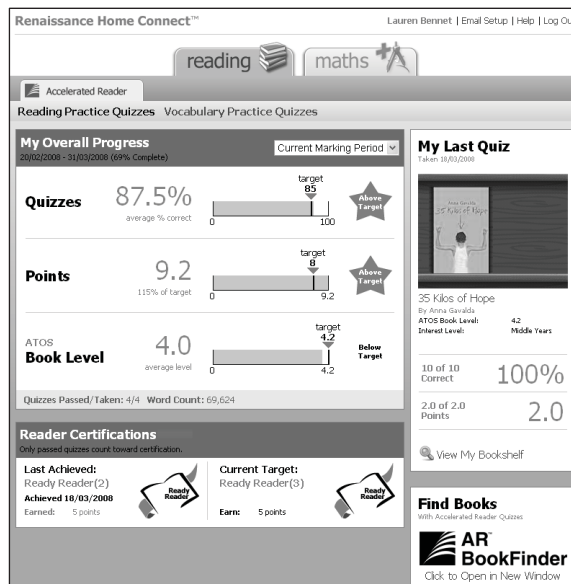 Renaissance Home Connect™
Lauren Bennet | Email Setup | Help | Log Ou
reading
maths
Accelerated Reader
Reading Practice Quizzes Vocabulary Practice Quizzes
My Overall Progress
20/02/2008 - 31/03/2008 (69% Complete)
Current Marking Period
Quizzes
87.5%
average % correct
target
85
0
100
Above
Target
Points
9.2
115% of target
target
8
0
9.2
Above
Target
ATOS
Book Level
4.0
average level
target
4.2
0
4.2
Below
Target
Quizzes Passed/Taken: 4/4 Word Count: 69,624
Reader Certifications
Only passed quizzes count toward certification.
Last Achieved:
Ready Reader(2)
Achieved 18/03/2008
Earned: 5 points
Ready
Reader
Current Target:
Ready Reader(3)
Earn: 5 points
Ready
Reader
My Last Quiz
Taken 18/03/2008
Anna Gavalda
35 Kilos of Hope
35 Kilos of Hope
By Anna Gavalda
ATOS Book Level: 4.2
Interest Level: Middle Years
10 of 10
Correct
100%
2.0 of 2.0
Points
2.0
View My Bookshelf
Find Books
With Accelerated Reader Quizzes
AR™
BookFinder
Click to Open in New Window